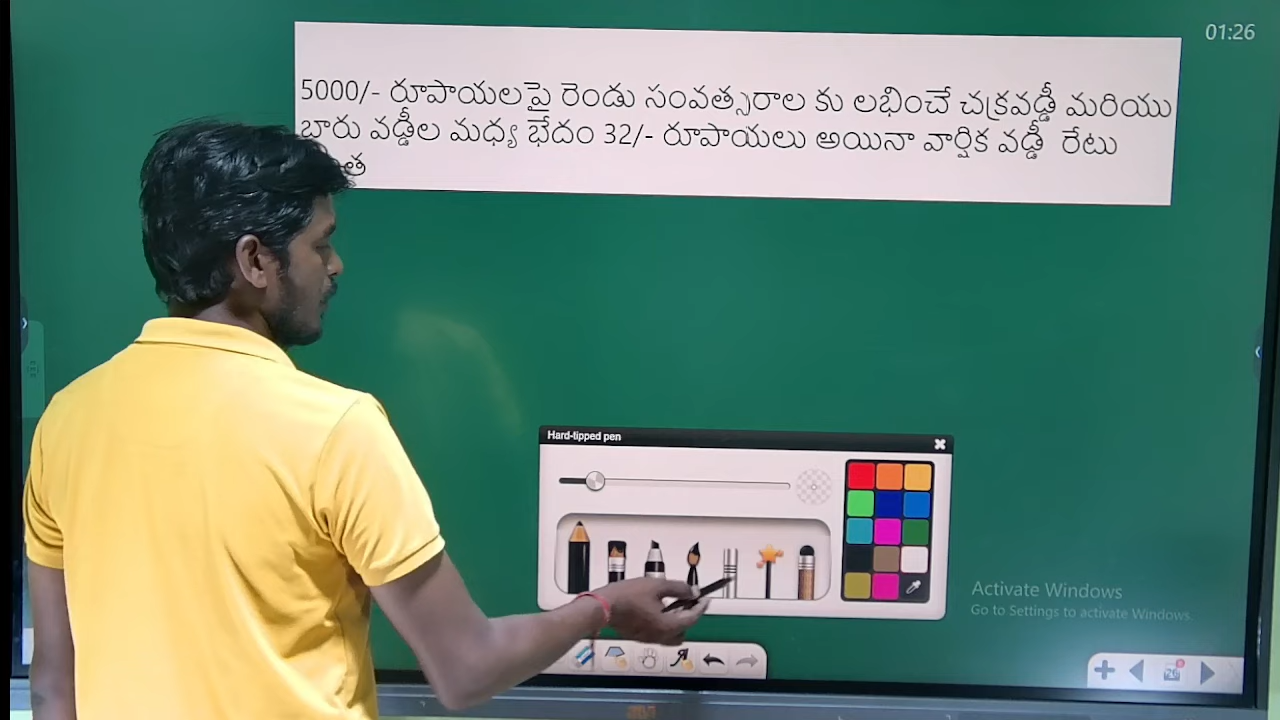 01:26
5000/- రూపాయలపై రెండు సంవత్సరాల కు లభించే చక్రవడ్డీ మరియు
బారు వడ్డీల మధ్య భేదం 32/- రూపాయలు అయినా వార్షిక వడ్డీ రేటు
Hard-tipped pen
Activate Windows
Go to Settings to activate Windows.